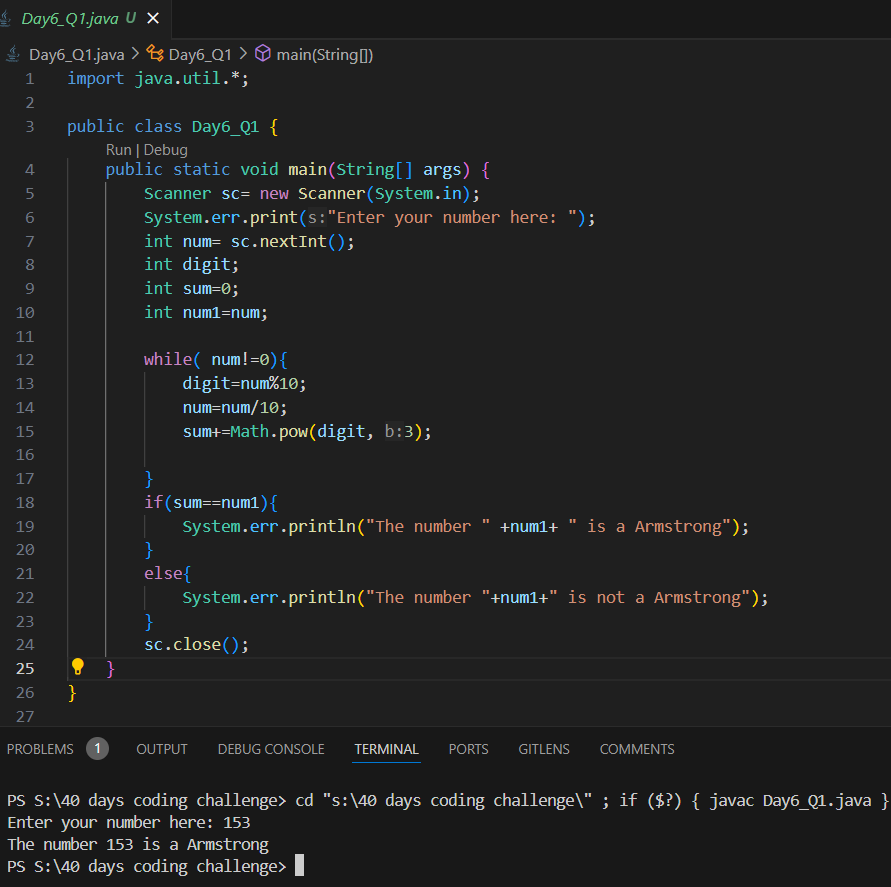 Day6_Q1.java U ×
Day6_Q1.java > Day6_Q1 > main(String[])
1 import java.util.*;
2
3 public class Day6_Q1 {
Run | Debug
4 public static void main(String[] args) {
5 Scanner sc= new Scanner(System.in);
6 System.err.print(s:"Enter your number here: ");
7 int num= sc.nextInt();
8 int digit;
9 int sum=0;
10 int num1=num;
11
12 while( num!=0){
13 digit=num%10;
14 num=num/10;
15 sum+=Math.pow(digit, b:3);
16
17 }
18 if(sum==num1){
19 System.err.println("The number " +num1+ " is a Armstrong");
20 }
21 else{
22 System.err.println("The number "+num1+" is not a Armstrong");
23 }
24 sc.close();
25 }
26 }
27
PROBLEMS 1 OUTPUT DEBUG CONSOLE TERMINAL PORTS GITLENS COMMENTS
PS S:\40 days coding challenge> cd "s:\40 days coding challenge\" ; if ($?) { javac Day6_Q1.java }
Enter your number here: 153
The number 153 is a Armstrong
PS S:\40 days coding challenge>